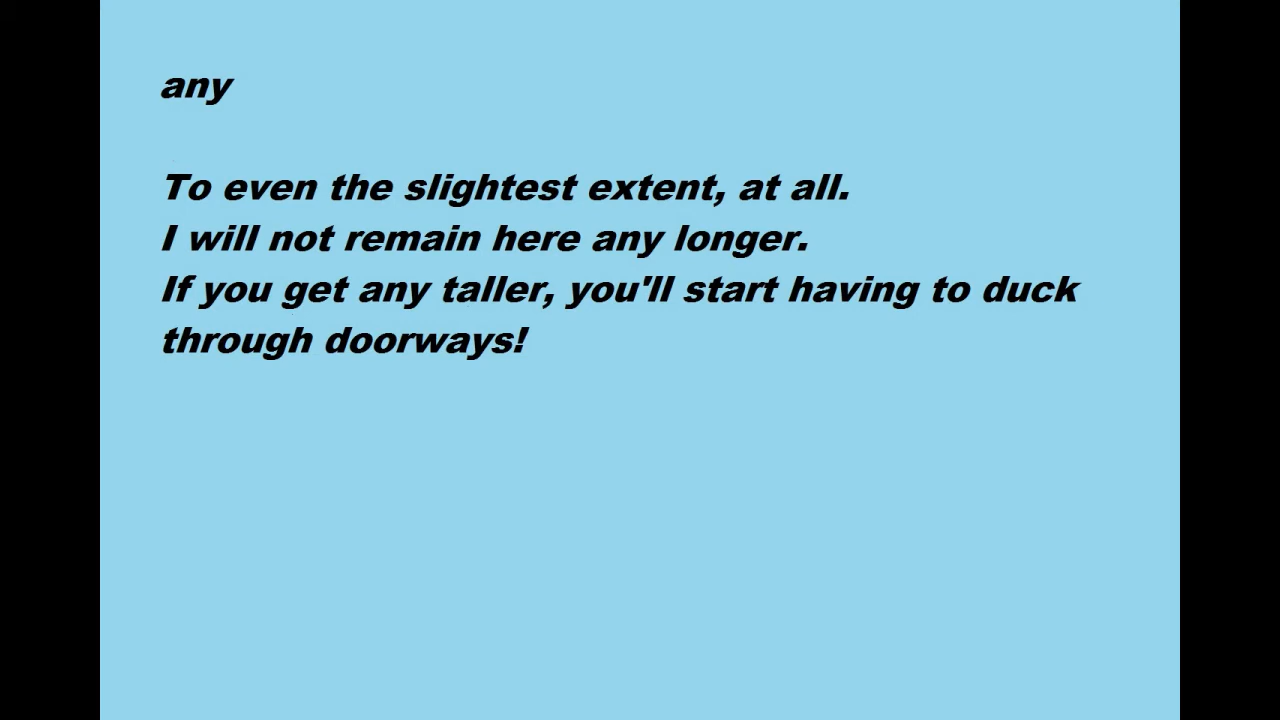 any
To even the slightest extent, at all.
I will not remain here any longer.
If you get any taller, you'll start having to duck
through doorways!